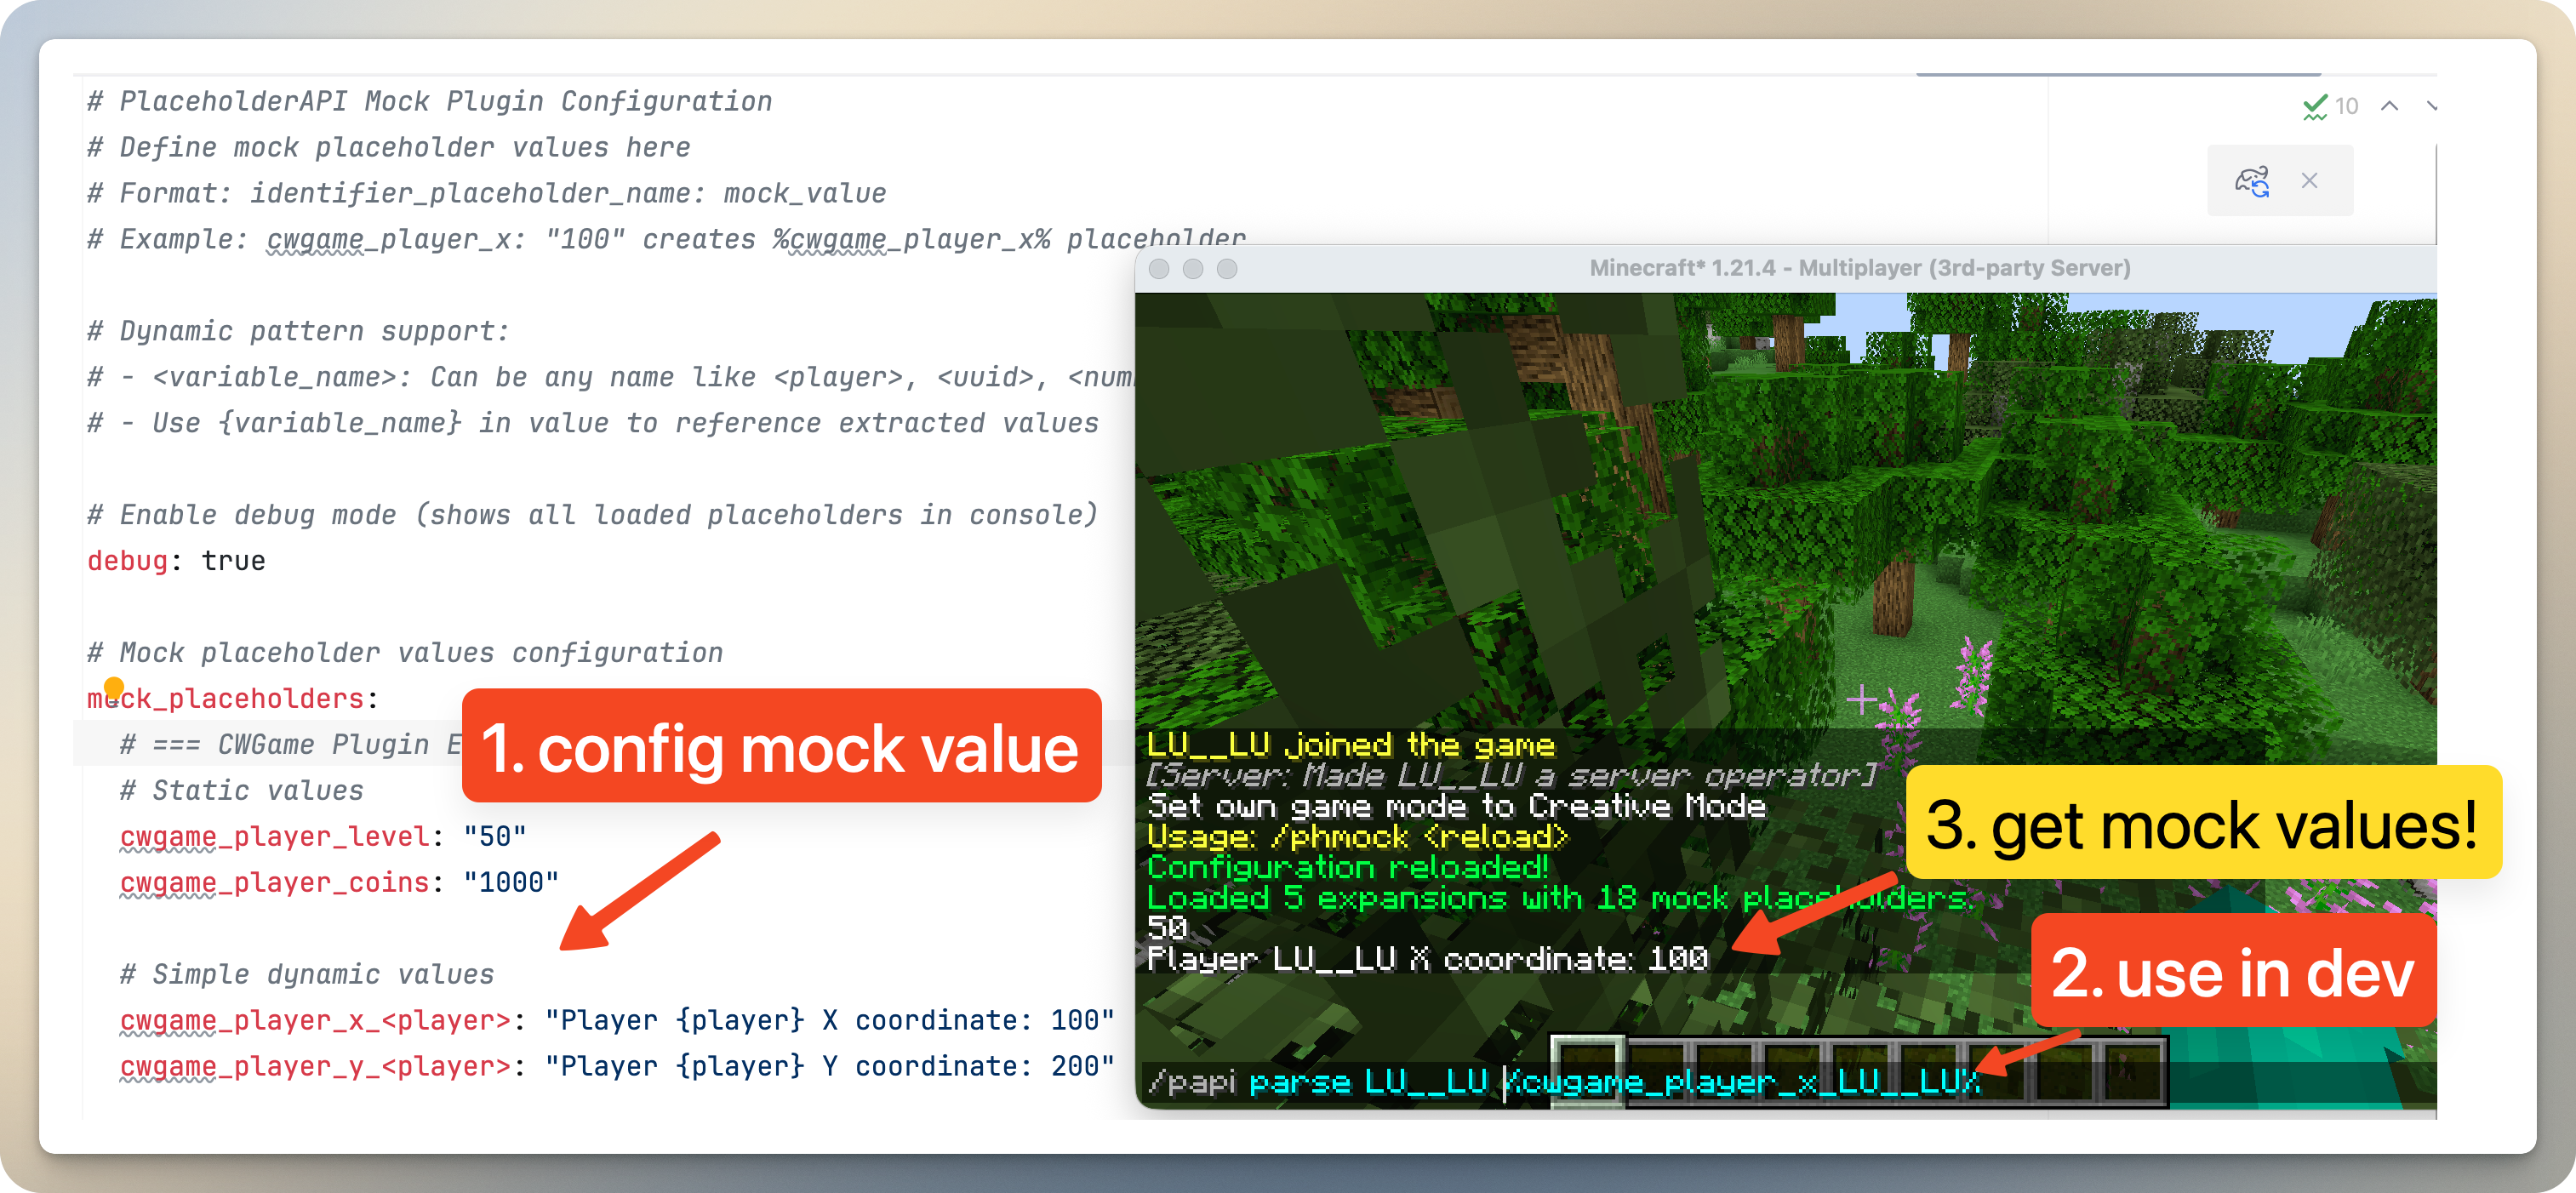 # PlaceholderAPI Mock Plugin Configuration
# Define mock placeholder values here
# Format: identifier_placeholder_name: mock_value
# Example: cwgame_player_x: "100" creates %cwgame_player_x% placeholder
# Dynamic pattern support:
# - <variable_name>: Can be any name like <player>, <uuid>,
# - Use {variable_name} in value to reference extracted values
# Enable debug mode (shows all loaded placeholders in console)
debug: true
# Mock placeholder values configuration
mock_placeholders:
# === CWGame Plugin
# Static values
cwgame_player_level: "50"
cwgame_player_coins: "1000"
# Simple dynamic values
cwgame_player_x_<player>: "Player {player} X coordinate: 100"
cwgame_player_y_<player>: "Player {player} Y coordinate: 200"
1. config mock value
10
Minecraft* 1.21.4 - Multiplayer (3rd-party Server)
LU__LU joined the game
[Server: Made LU__LU a server operator]
Set own game mode to Creative Mode
Usage: /phmock <reload>
Configuration reloaded!
Loaded 5 expansions with 18 mock placeholders.
50
Player LU__LU X coordinate: 100
3. get mock values!
2. use in dev
/papi parse LU__LU %cwgame_player_x_LU__LU%